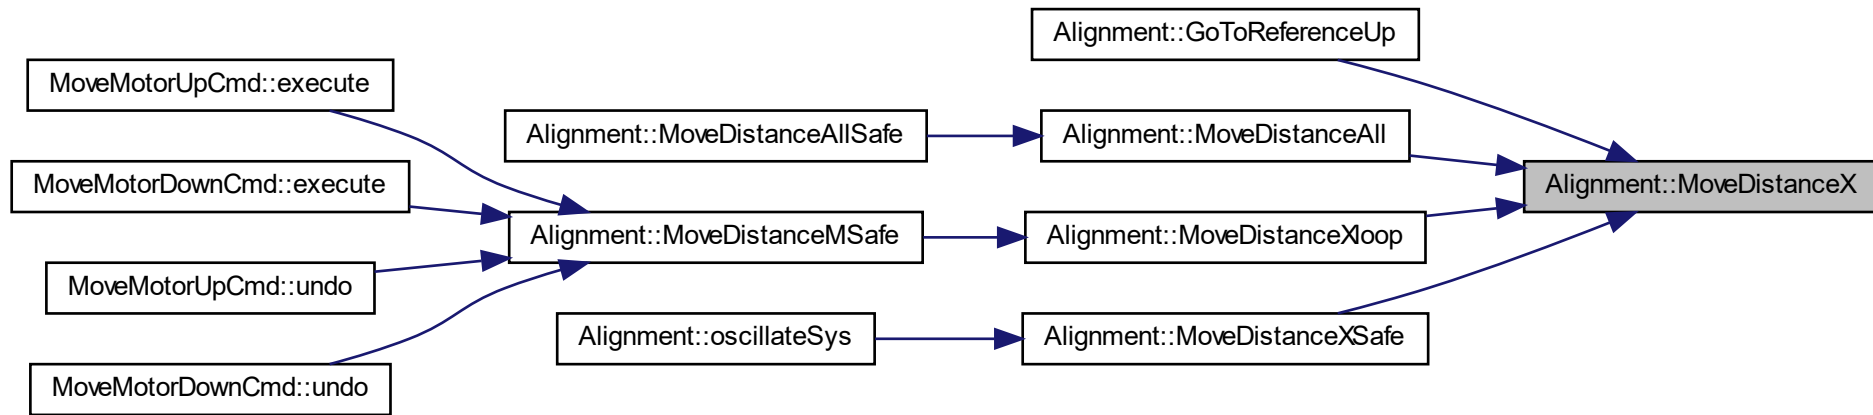 Alignment::GoToReferenceUp
MoveMotorUpCmd::execute
Alignment::MoveDistanceAllSafe
Alignment::MoveDistanceAll
MoveMotorDownCmd::execute
Alignment::MoveDistanceX
Alignment::MoveDistanceMSafe
Alignment::MoveDistanceXloop
MoveMotorUpCmd::undo
Alignment::oscillateSys
Alignment::MoveDistanceXSafe
MoveMotorDownCmd::undo